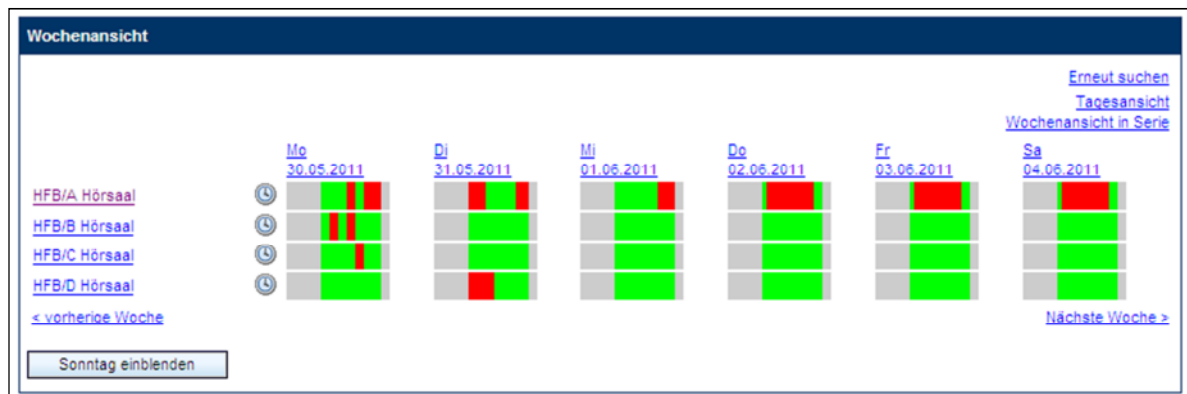 Wochenansicht
Erneut suchen
Tagesansicht
Wochenansicht in Serie
Mo Di Mi Do Fr Sa
30.05.2011 31.05.2011 01.06.2011 02.06.2011 03.06.2011 04.06.2011
HFB/A Hörsaal
HFB/B Hörsaal
HFB/C Hörsaal
HFB/D Hörsaal
< vorherige Woche Nächste Woche >
Sonntag einblenden